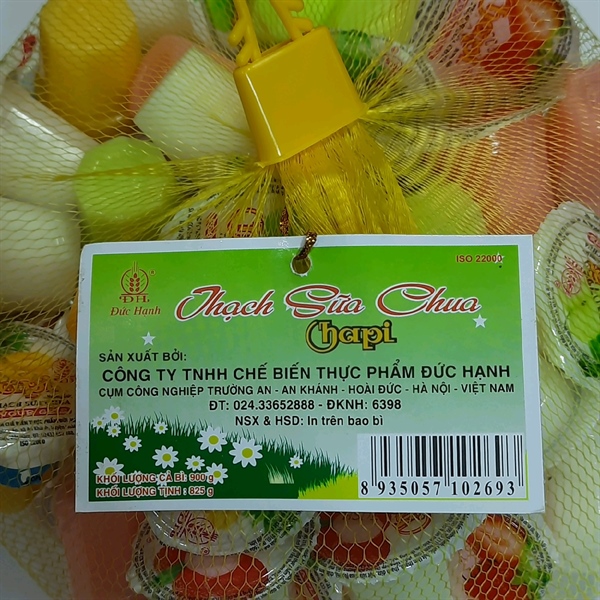 ISO 22000
ĐH
®
Đức Hạnh
Thạch Sữa Chua
Chapi
SẢN XUẤT BỞI:
CÔNG TY TNHH CHẾ BIẾN THỰC PHẨM ĐỨC HẠNH
CỤM CÔNG NGHIỆP TRƯỜNG AN - AN KHÁNH - HOÀI ĐỨC - HÀ NỘI - VIỆT NAM
ĐT: 024.33652888 - ĐKNH: 6398
NSX & HSD: In trên bao bì
KHỐI LƯỢNG CẢ BÌ: 900 g
KHỐI LƯỢNG TỊNH : 825 g
8 935057 102693